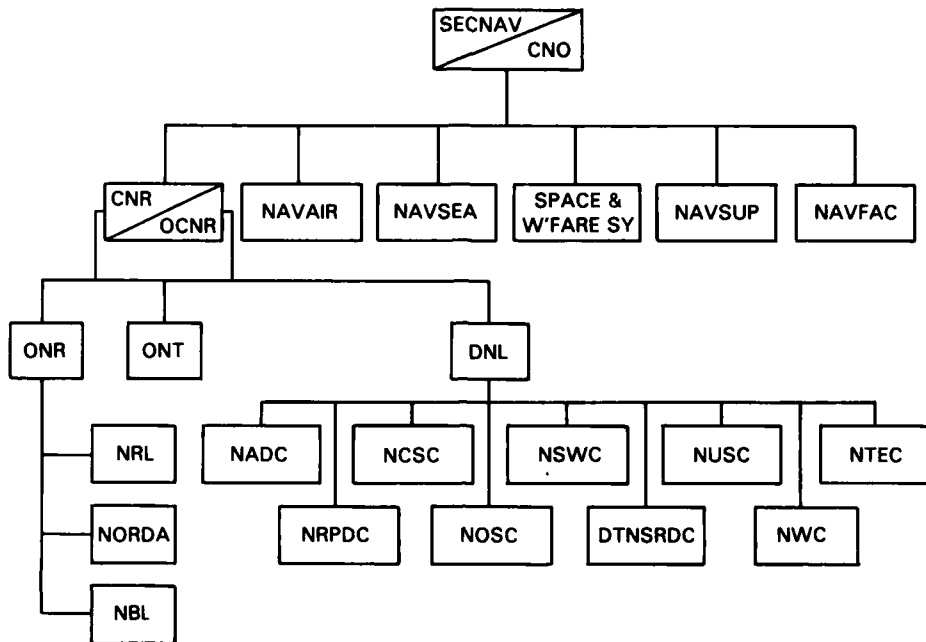 SECNAV
CNO
CNR
OCNR
NAVAIR
NAVSEA
SPACE &
W'FARE SY
NAVSUP
NAVFAC
ONR
ONT
DNL
NRL
NORDA
NBL
NADC
NCSC
NSWC
NUSC
NTEC
NRPDC
NOSC
DTNSRDC
NWC